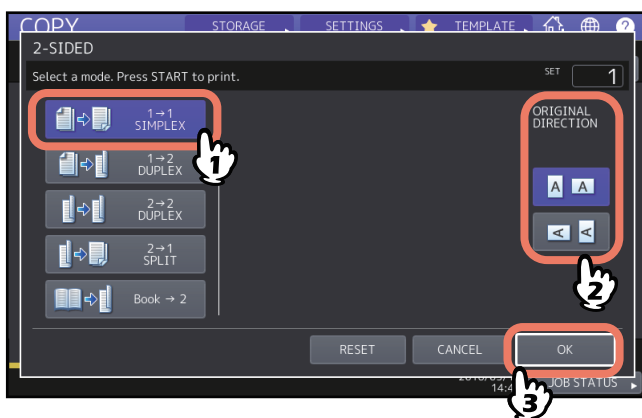 COPY
STORAGE
SETTINGS
TEMPLATE
?
2-SIDED
Select a mode. Press START to print.
SET
1
1→1
SIMPLEX
1→2
DUPLEX
2→2
DUPLEX
2→1
SPLIT
Book → 2
ORIGINAL
DIRECTION
A A
A A
1
2
RESET
CANCEL
OK
3
14:4
JOB STATUS